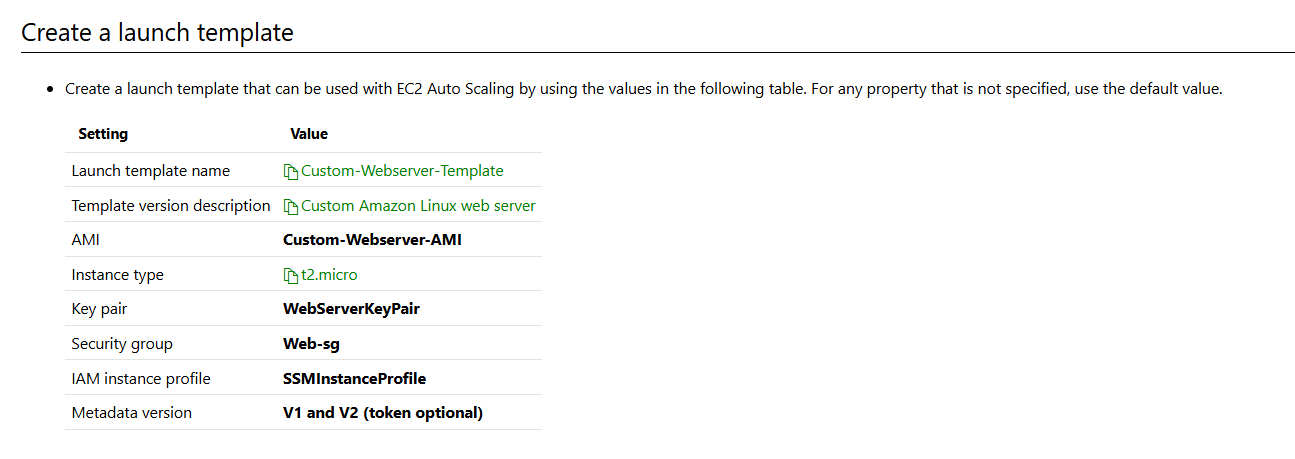 Create a launch template
• Create a launch template that can be used with EC2 Auto Scaling by using the values in the following table. For any property that is not specified, use the default value.
Setting Value
Launch template name Custom-Webserver-Template
Template version description Custom Amazon Linux web server
AMI Custom-Webserver-AMI
Instance type t2.micro
Key pair WebServerKeyPair
Security group Web-sg
IAM instance profile SSMInstanceProfile
Metadata version V1 and V2 (token optional)